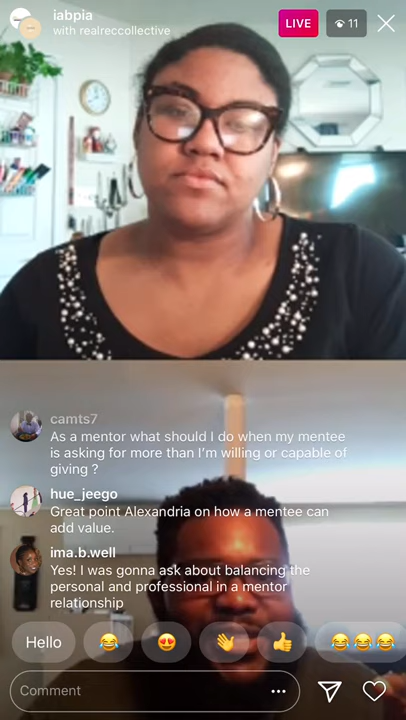 iabpia
with realreccollective
LIVE
11
camts7
As a mentor what should I do when my mentee
is asking for more than I'm willing or capable of
giving ?
hue_jeego
Great point Alexandria on how a mentee can
add value.
ima.b.well
Yes! I was gonna ask about balancing the
personal and professional in a mentor
relationship
Hello
Comment